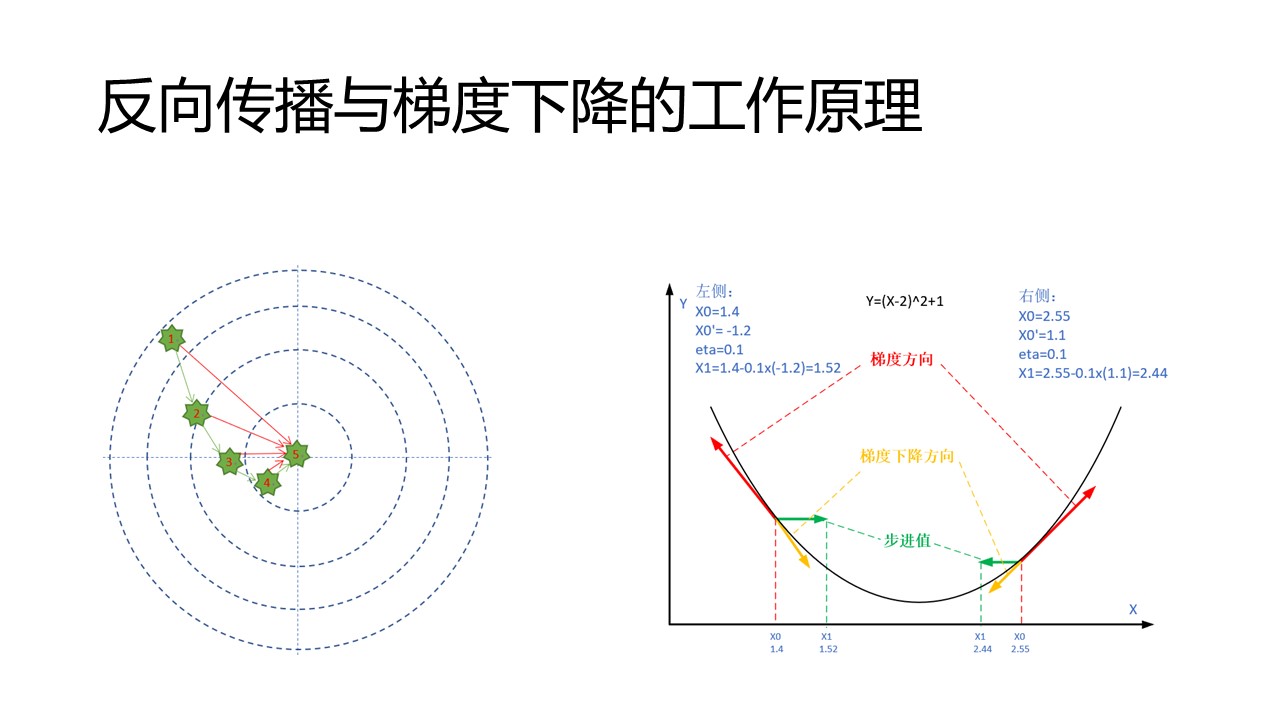 反向传播与梯度下降的工作原理
1
2
3
4
5
Y
左侧：
X0=1.4
X0'= -1.2
eta=0.1
X1=1.4-0.1x(-1.2)=1.52
Y=(X-2)^2+1
右侧：
X0=2.55
X0'=1.1
eta=0.1
X1=2.55-0.1x(1.1)=2.44
梯度方向
梯度下降方向
步进值
X
X0
1.4
X1
1.52
X1
2.44
X0
2.55